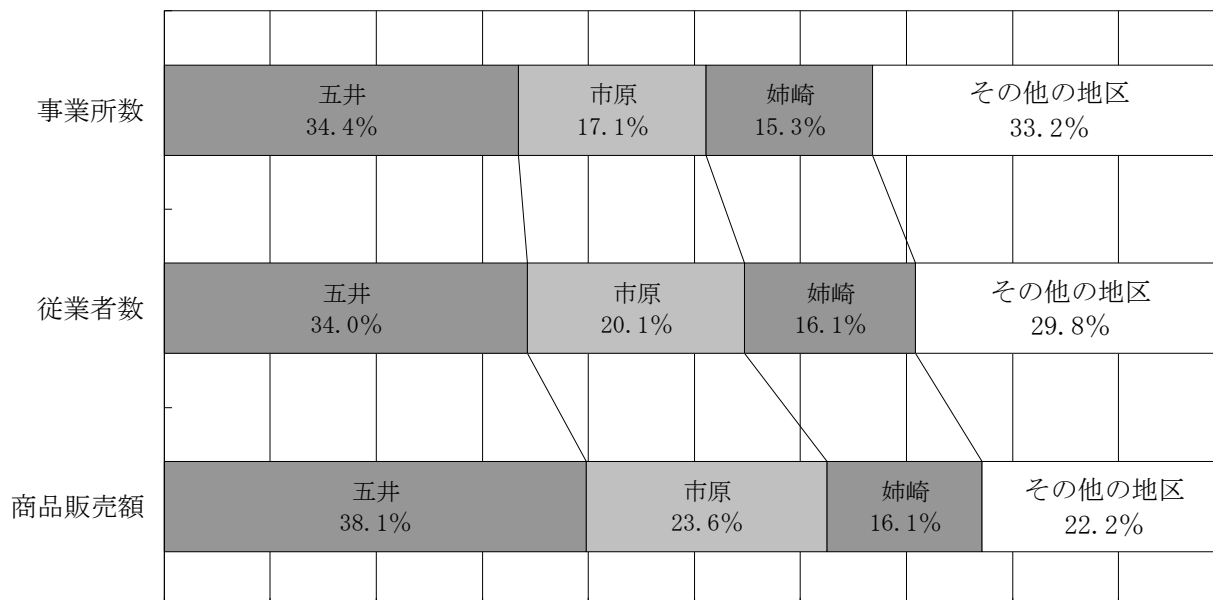 事業所数
五井
34.4%
市原
17.1%
姉崎
15.3%
その他の地区
33.2%
従業者数
五井
34.0%
市原
20.1%
姉崎
16.1%
その他の地区
29.8%
商品販売額
五井
38.1%
市原
23.6%
姉崎
16.1%
その他の地区
22.2%